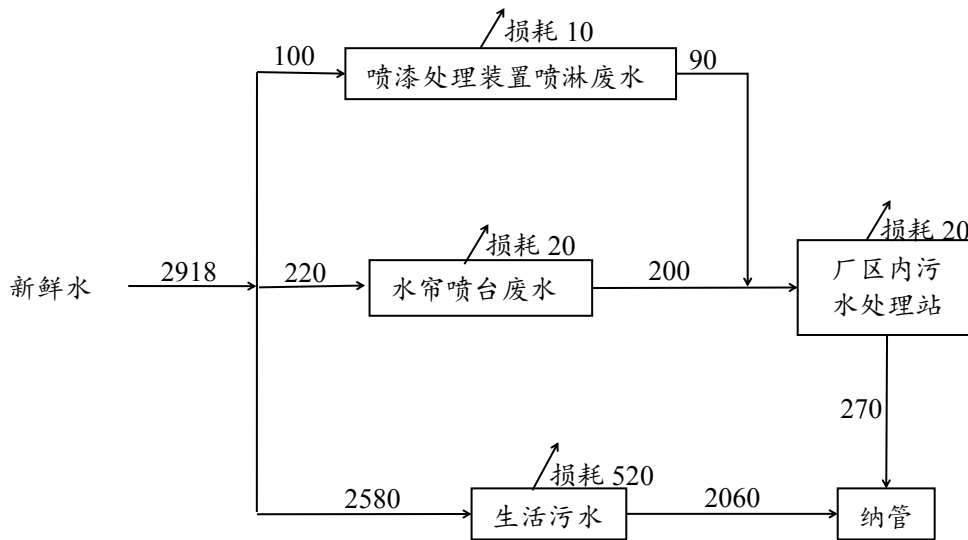 损耗 10
100
喷漆处理装置喷淋废水
90
损耗 20
新鲜水
2918
220
水帘喷台废水
200
损耗 20
厂区内污
水处理站
270
损耗 520
2580
生活污水
2060
纳管